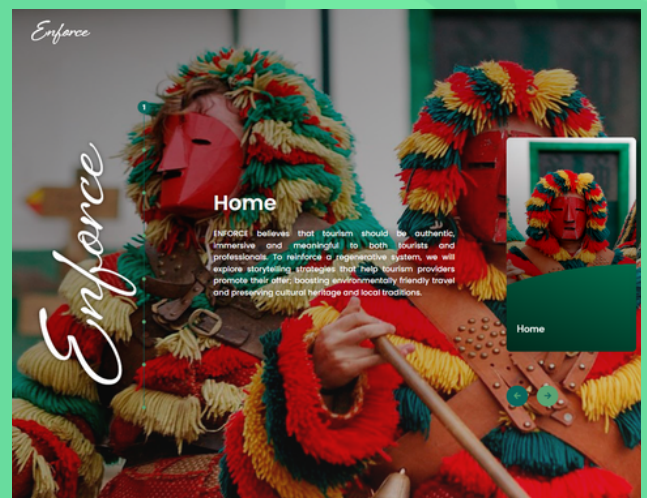 Enforce
1
Enforce
Home
ENFORCE believes that tourism should be authentic,
immersive and meaningful to both tourists and
professionals. To reinforce a regenerative system, we will
explore storytelling strategies that help tourism providers
promote their offer; boosting environmentally friendly travel
and preserving cultural heritage and local traditions.
Home